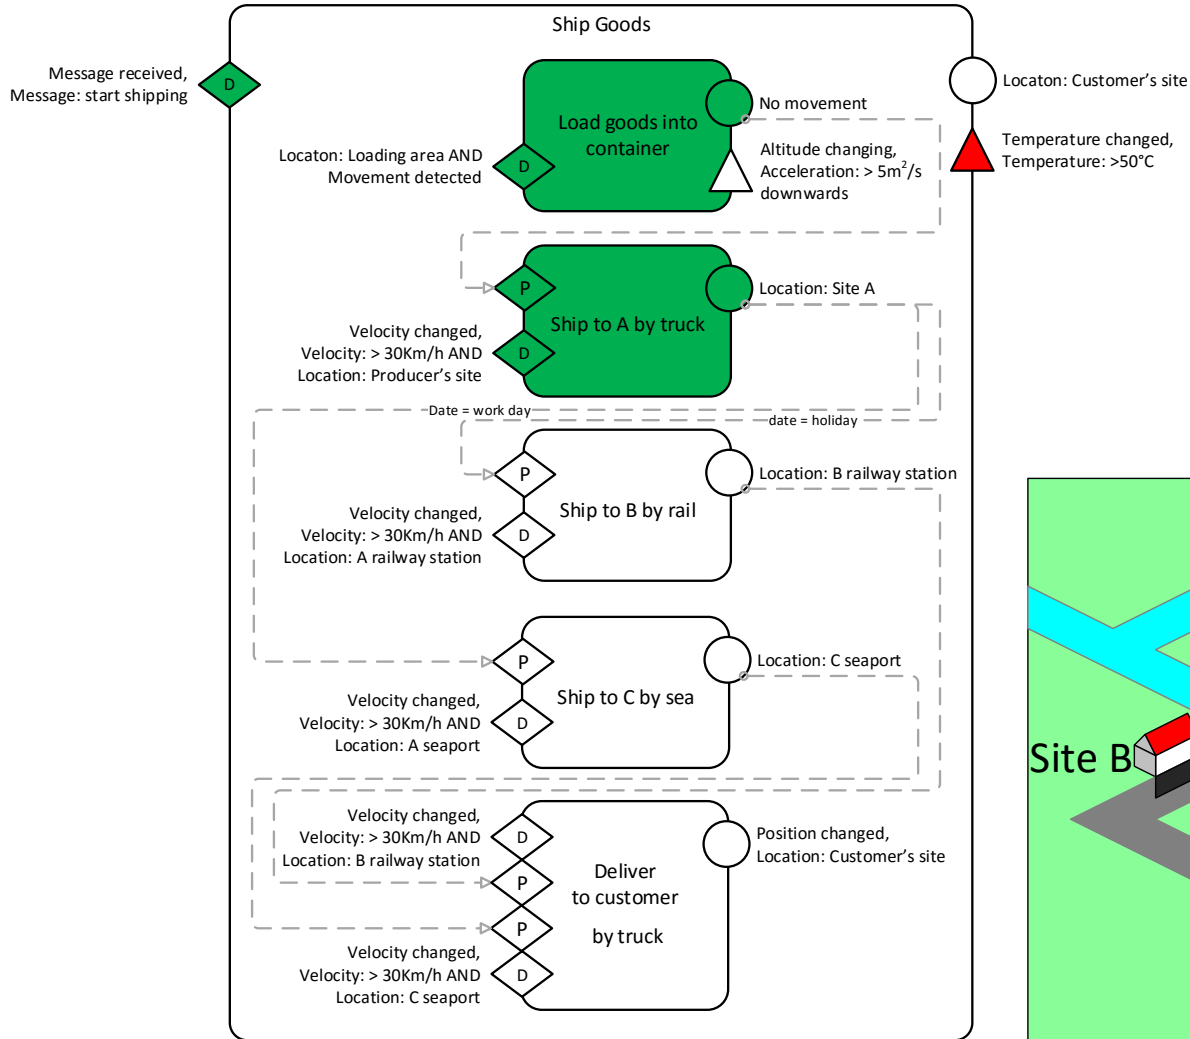 Ship Goods
Message received,
Message: start shipping
D
Locaton: Customer's site
Temperature changed,
Temperature: >50°C
Load goods into
container
No movement
Locaton: Loading area AND
Movement detected
D
Altitude changing,
Acceleration: > 5m²/s
downwards
P
Location: Site A
Ship to A by truck
Velocity changed,
Velocity: > 30Km/h AND
Location: Producer's site
D
Date = work day
date = holiday
P
Location: B railway station
Ship to B by rail
Velocity changed,
Velocity: > 30Km/h AND
Location: A railway station
D
P
Location: C seaport
Ship to C by sea
Velocity changed,
Velocity: > 30Km/h AND
Location: A seaport
D
Site B
Velocity changed,
Velocity: > 30Km/h AND
Location: B railway station
D
Position changed,
Location: Customer's site
Deliver
to customer
by truck
P
P
Velocity changed,
Velocity: > 30Km/h AND
Location: C seaport
D